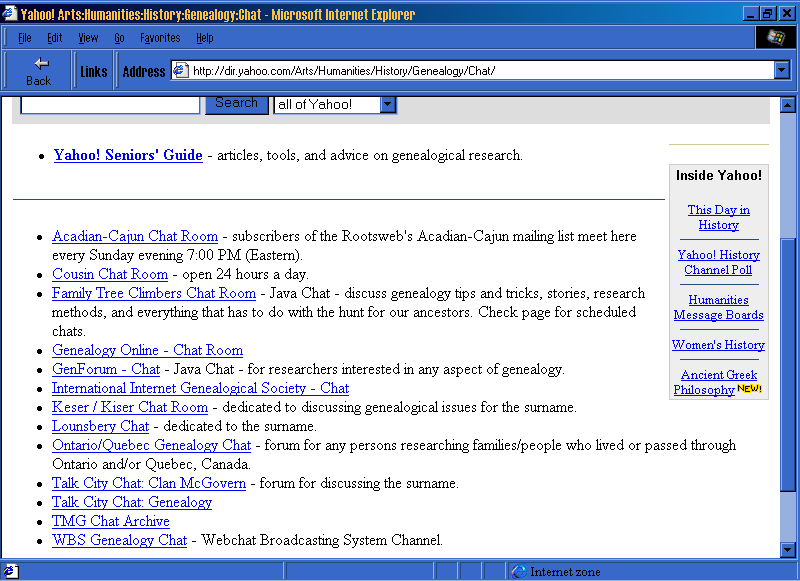 Yahoo! Arts:Humanities:History:Genealogy:Chat - Microsoft Internet Explorer
File Edit View Go Favorites Help
Back Links Address http://dir.yahoo.com/Arts/Humanities/History/Genealogy/Chat/
Search all of Yahoo!
• Yahoo! Seniors' Guide - articles, tools, and advice on genealogical research.
• Acadian-Cajun Chat Room - subscribers of the Rootsweb's Acadian-Cajun mailing list meet here
every Sunday evening 7:00 PM (Eastern).
• Cousin Chat Room - open 24 hours a day.
• Family Tree Climbers Chat Room - Java Chat - discuss genealogy tips and tricks, stories, research
methods, and everything that has to do with the hunt for our ancestors. Check page for scheduled
chats.
• Genealogy Online - Chat Room
• GenForum - Chat - Java Chat - for researchers interested in any aspect of genealogy.
• International Internet Genealogical Society - Chat
• Keser / Kiser Chat Room - dedicated to discussing genealogical issues for the surname.
• Lounsbery Chat - dedicated to the surname.
• Ontario/Quebec Genealogy Chat - forum for any persons researching families/people who lived or passed through
Ontario and/or Quebec, Canada.
• Talk City Chat: Clan McGovern - forum for discussing the surname.
• Talk City Chat: Genealogy
• TMG Chat Archive
• WBS Genealogy Chat - Webchat Broadcasting System Channel.
Inside Yahoo!
This Day in
History
Yahoo! History
Channel Poll
Humanities
Message Boards
Women's History
Ancient Greek
Philosophy NEW!
Internet zone